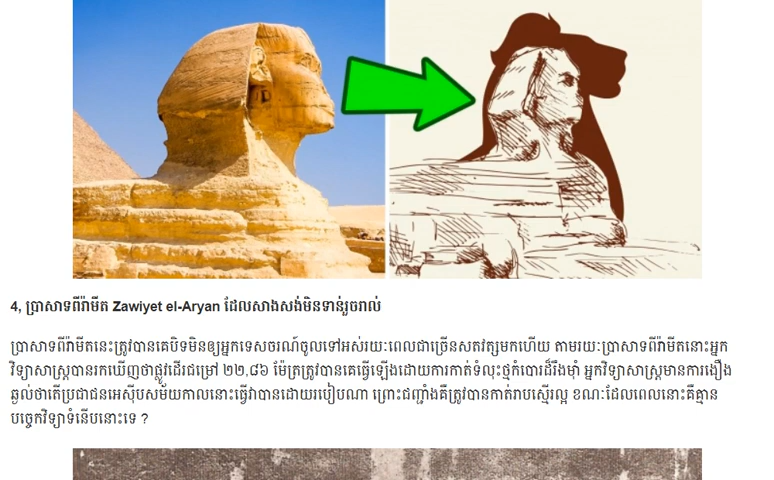 4, ប្រាសាទពីរ៉ាមីត Zawiyet el-Aryan ដែលសាងសង់មិនទាន់រួចរាល់
ប្រាសាទពីរ៉ាមីតនេះត្រូវបានគេបិទមិនឲ្យអ្នកទេសចរណ៍ចូលទៅអស់រយៈពេលជាច្រើនសតវត្សមកហើយ តាមរយៈប្រាសាទពីរ៉ាមីតនោះអ្នក
វិទ្យាសាស្ត្របានរកឃើញថាផ្លូវដើរជម្រៅ ២២,៨៦ ម៉ែត្រត្រូវបានគេធ្វើឡើងដោយការកាត់ទំលុះថ្មកំបោរដ៏រឹងមាំ អ្នកវិទ្យាសាស្ត្រមានការងឿង
ឆ្ងល់ថាតើប្រជាជនអេស៊ីបសម័យកាលនោះធ្វើវាបានដោយរបៀបណា ព្រោះជញ្ជាំងគឺត្រូវបានកាត់រាបស្មើរល្អ ខណៈដែលពេលនោះគឺគ្មាន
បច្ចេកវិទ្យាទំនើបនោះទេ ?